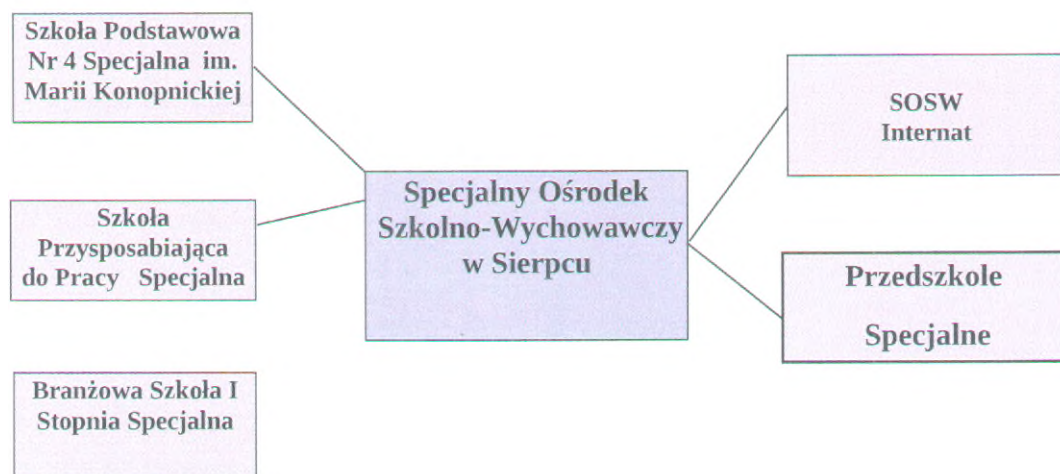 Szkoła Podstawowa
Nr 4 Specjalna im.
Marii Konopnickiej
Szkoła
Przysposabiająca
do Pracy Specjalna
Branżowa Szkoła I
Stopnia Specjalna
Specjalny Ośrodek
Szkolno-Wychowawczy
w Sierpcu
SOSW
Internat
Przedszkole
Specjalne